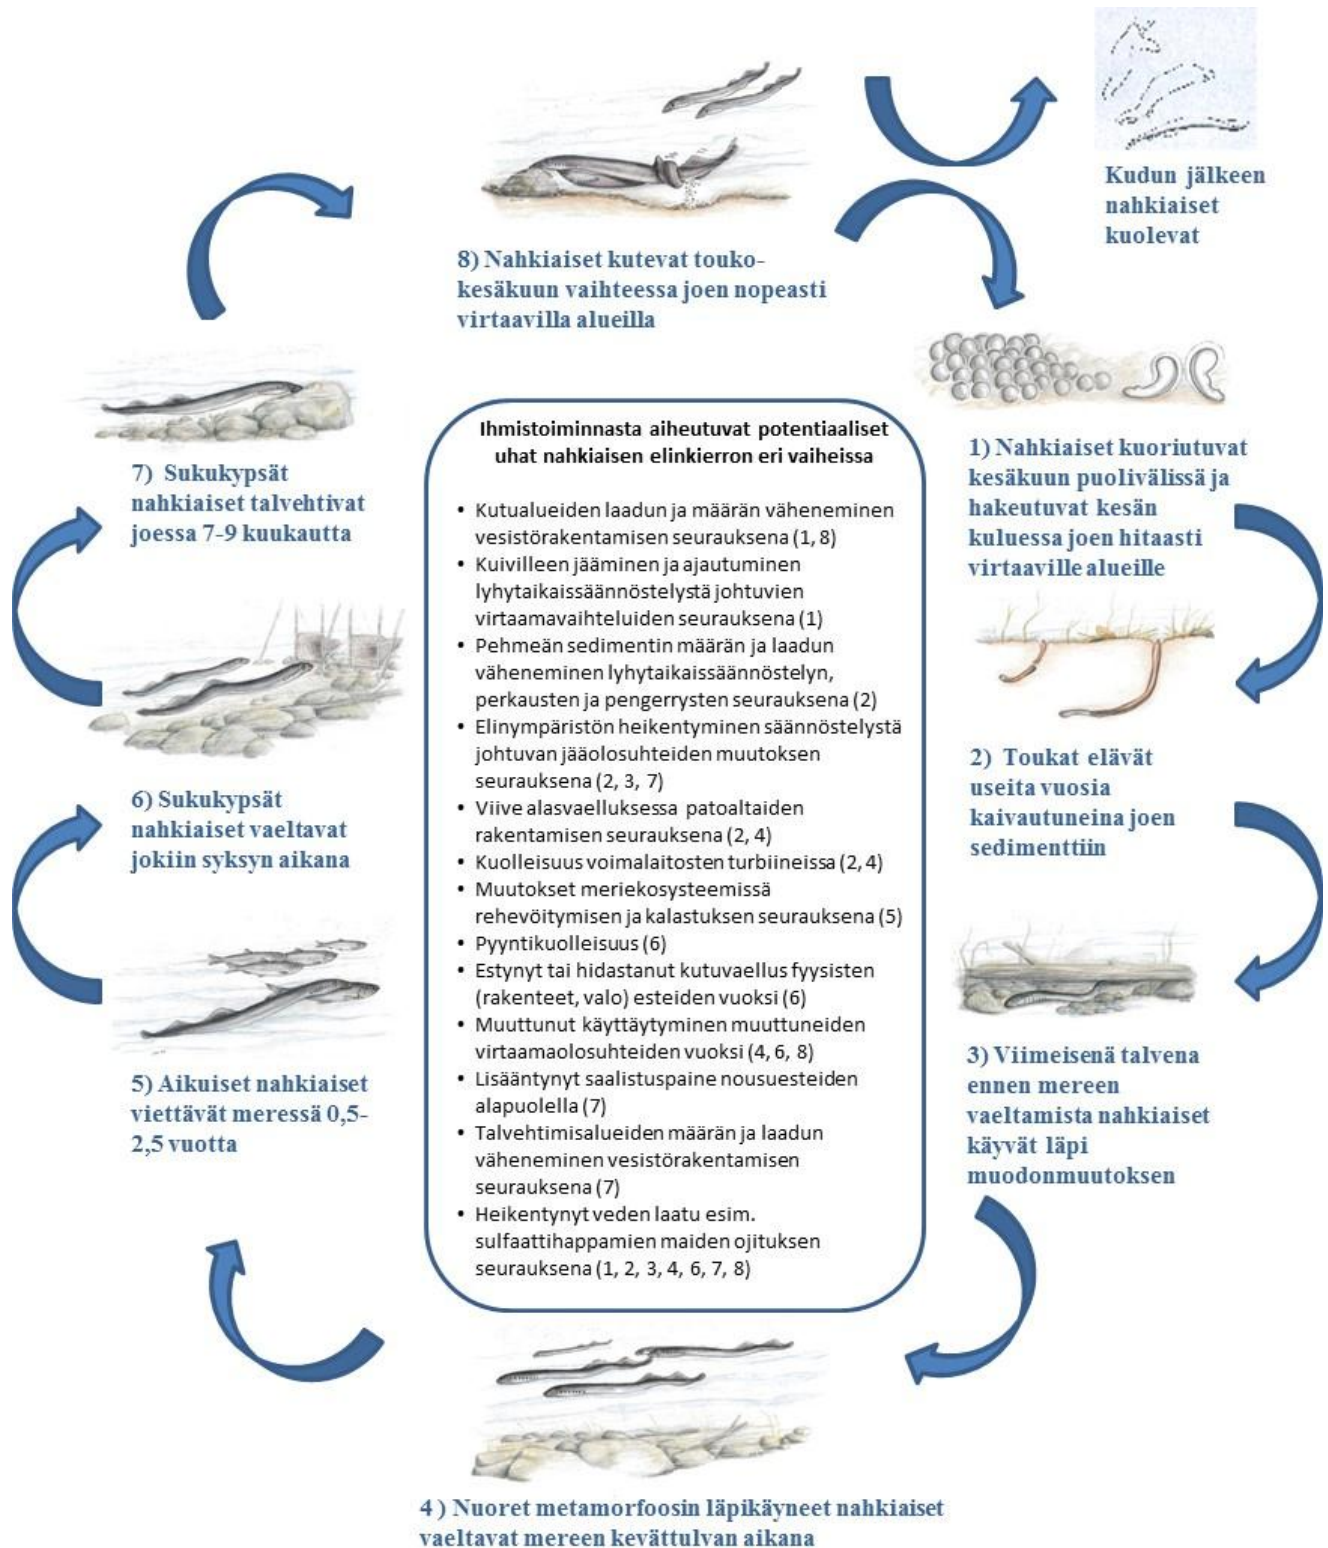 Kudun jälkeen
nahkiaiset
kuolevat
8) Nahkiaiset kutevat touko-
kesäkuun vaihteessa joen nopeasti
virtaavilla alueilla
1) Nahkiaiset kuoriutuvat
kesäkuun puolivälissä ja
hakeutuvat kesän
kuluessa joen hitaasti
virtaaville alueille
2) Toukat elävät
useita vuosia
kaivautuneina joen
sedimenttiin
3) Viimeisenä talvena
ennen mereen
vaeltamista nahkiaiset
käyvät läpi
muodonmuutoksen
4 ) Nuoret metamorfoosin läpikäyneet nahkiaiset
vaeltavat mereen kevättulvan aikana
5) Aikuiset nahkiaiset
viettävät meressä 0,5-
2,5 vuotta
6) Sukukypsät
nahkiaiset vaeltavat
jokiin syksyn aikana
7) Sukukypsät
nahkiaiset talvehtivat
joessa 7-9 kuukautta
Ihmistoiminnasta aiheutuvat potentiaaliset
uhat nahkiaisen elinkierron eri vaiheissa
• Kutualueiden laadun ja määrän väheneminen
vesistörakentamisen seurauksena (1, 8)
• Kuivilleen jääminen ja ajautuminen
lyhytaikaissäännöstelystä johtuvien
virtaamavaihteluiden seurauksena (1)
• Pehmeän sedimentin määrän ja laadun
väheneminen lyhytaikaissäännöstelyn,
perkausten ja pengerrysten seurauksena (2)
• Elinympäristön heikentyminen säännöstelystä
johtuvan jääolosuhteiden muutoksen
seurauksena (2, 3, 7)
• Viive alasvaelluksessa patoaltaiden
rakentamisen seurauksena (2, 4)
• Kuolleisuus voimalaitosten turbiineissa (2, 4)
• Muutokset meriekosysteemissä
rehevöitymisen ja kalastuksen seurauksena (5)
• Pyyntikuolleisuus (6)
• Estynyt tai hidastanut kutuvaellus fyysisten
(rakenteet, valo) esteiden vuoksi (6)
• Muuttunut käyttäytyminen muuttuneiden
virtaamaolosuhteiden vuoksi (4, 6, 8)
• Lisääntynyt saalistuspaine nousuesteiden
alapuolella (7)
• Talvehtimisalueiden määrän ja laadun
väheneminen vesistörakentamisen
seurauksena (7)
• Heikentynyt veden laatu esim.
sulfaattihappamien maiden ojituksen
seurauksena (1, 2, 3, 4, 6, 7, 8)